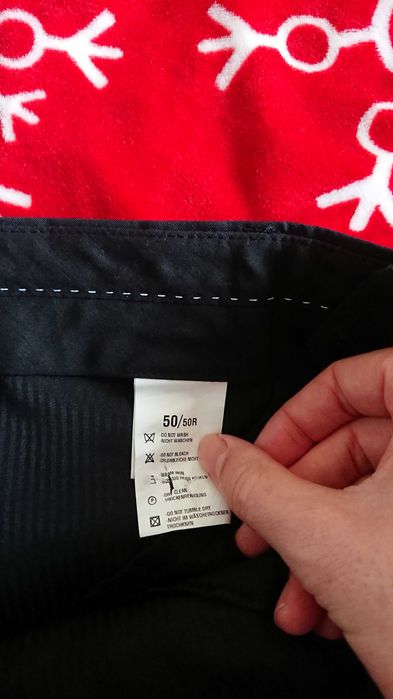 50/50R
-DO NOT WASH
-NICHT WASCHEN
-DO NOT BLEACH
-CHLORBLEICHE NICHT
-DRY CLEAN
-TROCKENREINIGUNG
-DO NOT TUMBLE DRY
-NICHT IM WÄSCHETROCKNER
TROCKNEN